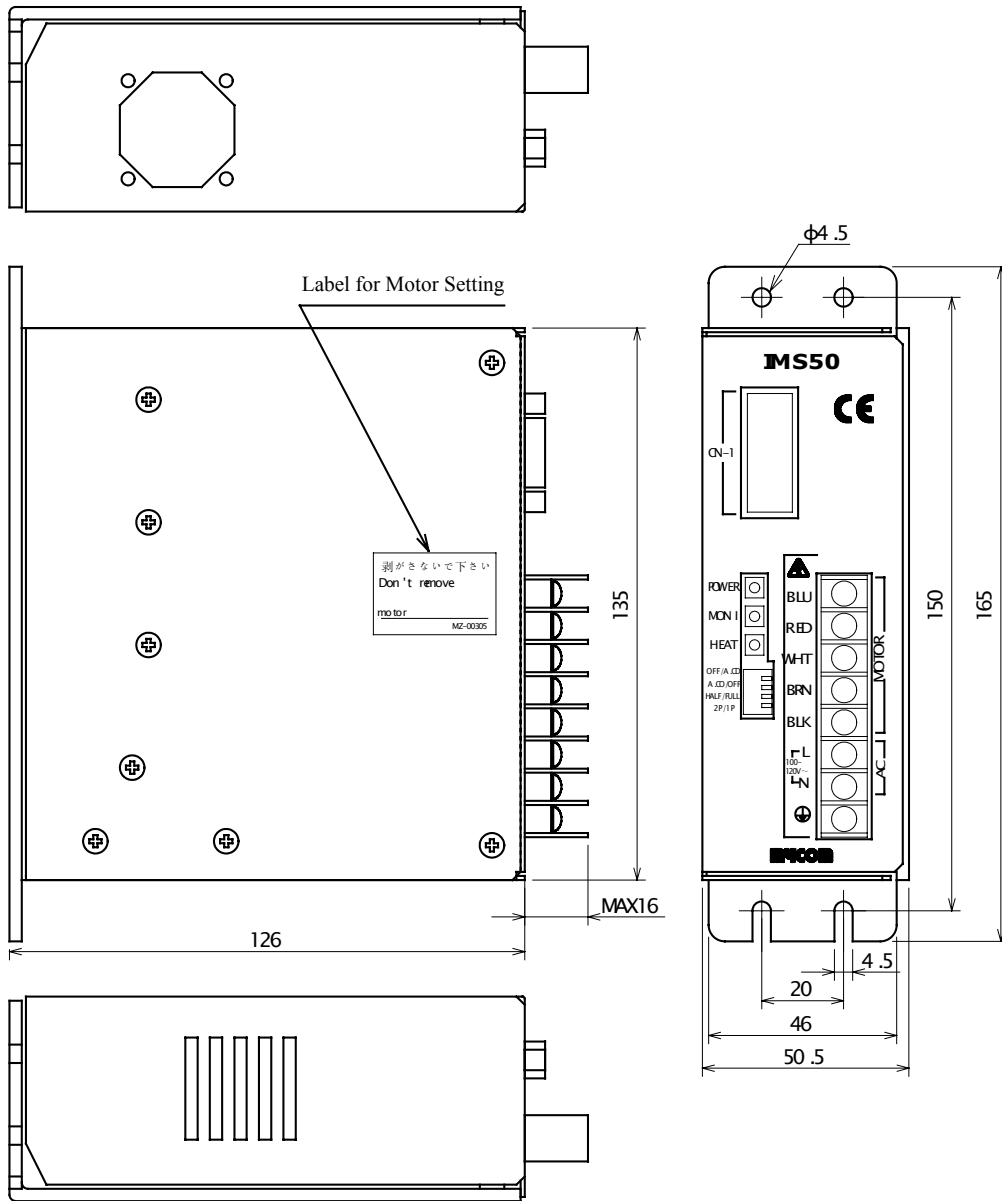 Label for Motor Setting
剥がさないで下さい
Don't remove
motor
MZ-00305
135
MAX16
126
φ4.5
IMS50
CE
CN-1
POWER
MONI
HEAT
OFF/A.CD
A.CD/OFF
HALF/FULL
2P/1P
BLU
RED
WHT
BRN
BLK
L
100-
120V~
N
MOTOR
AC
MYCOM
150
165
4.5
20
46
50.5